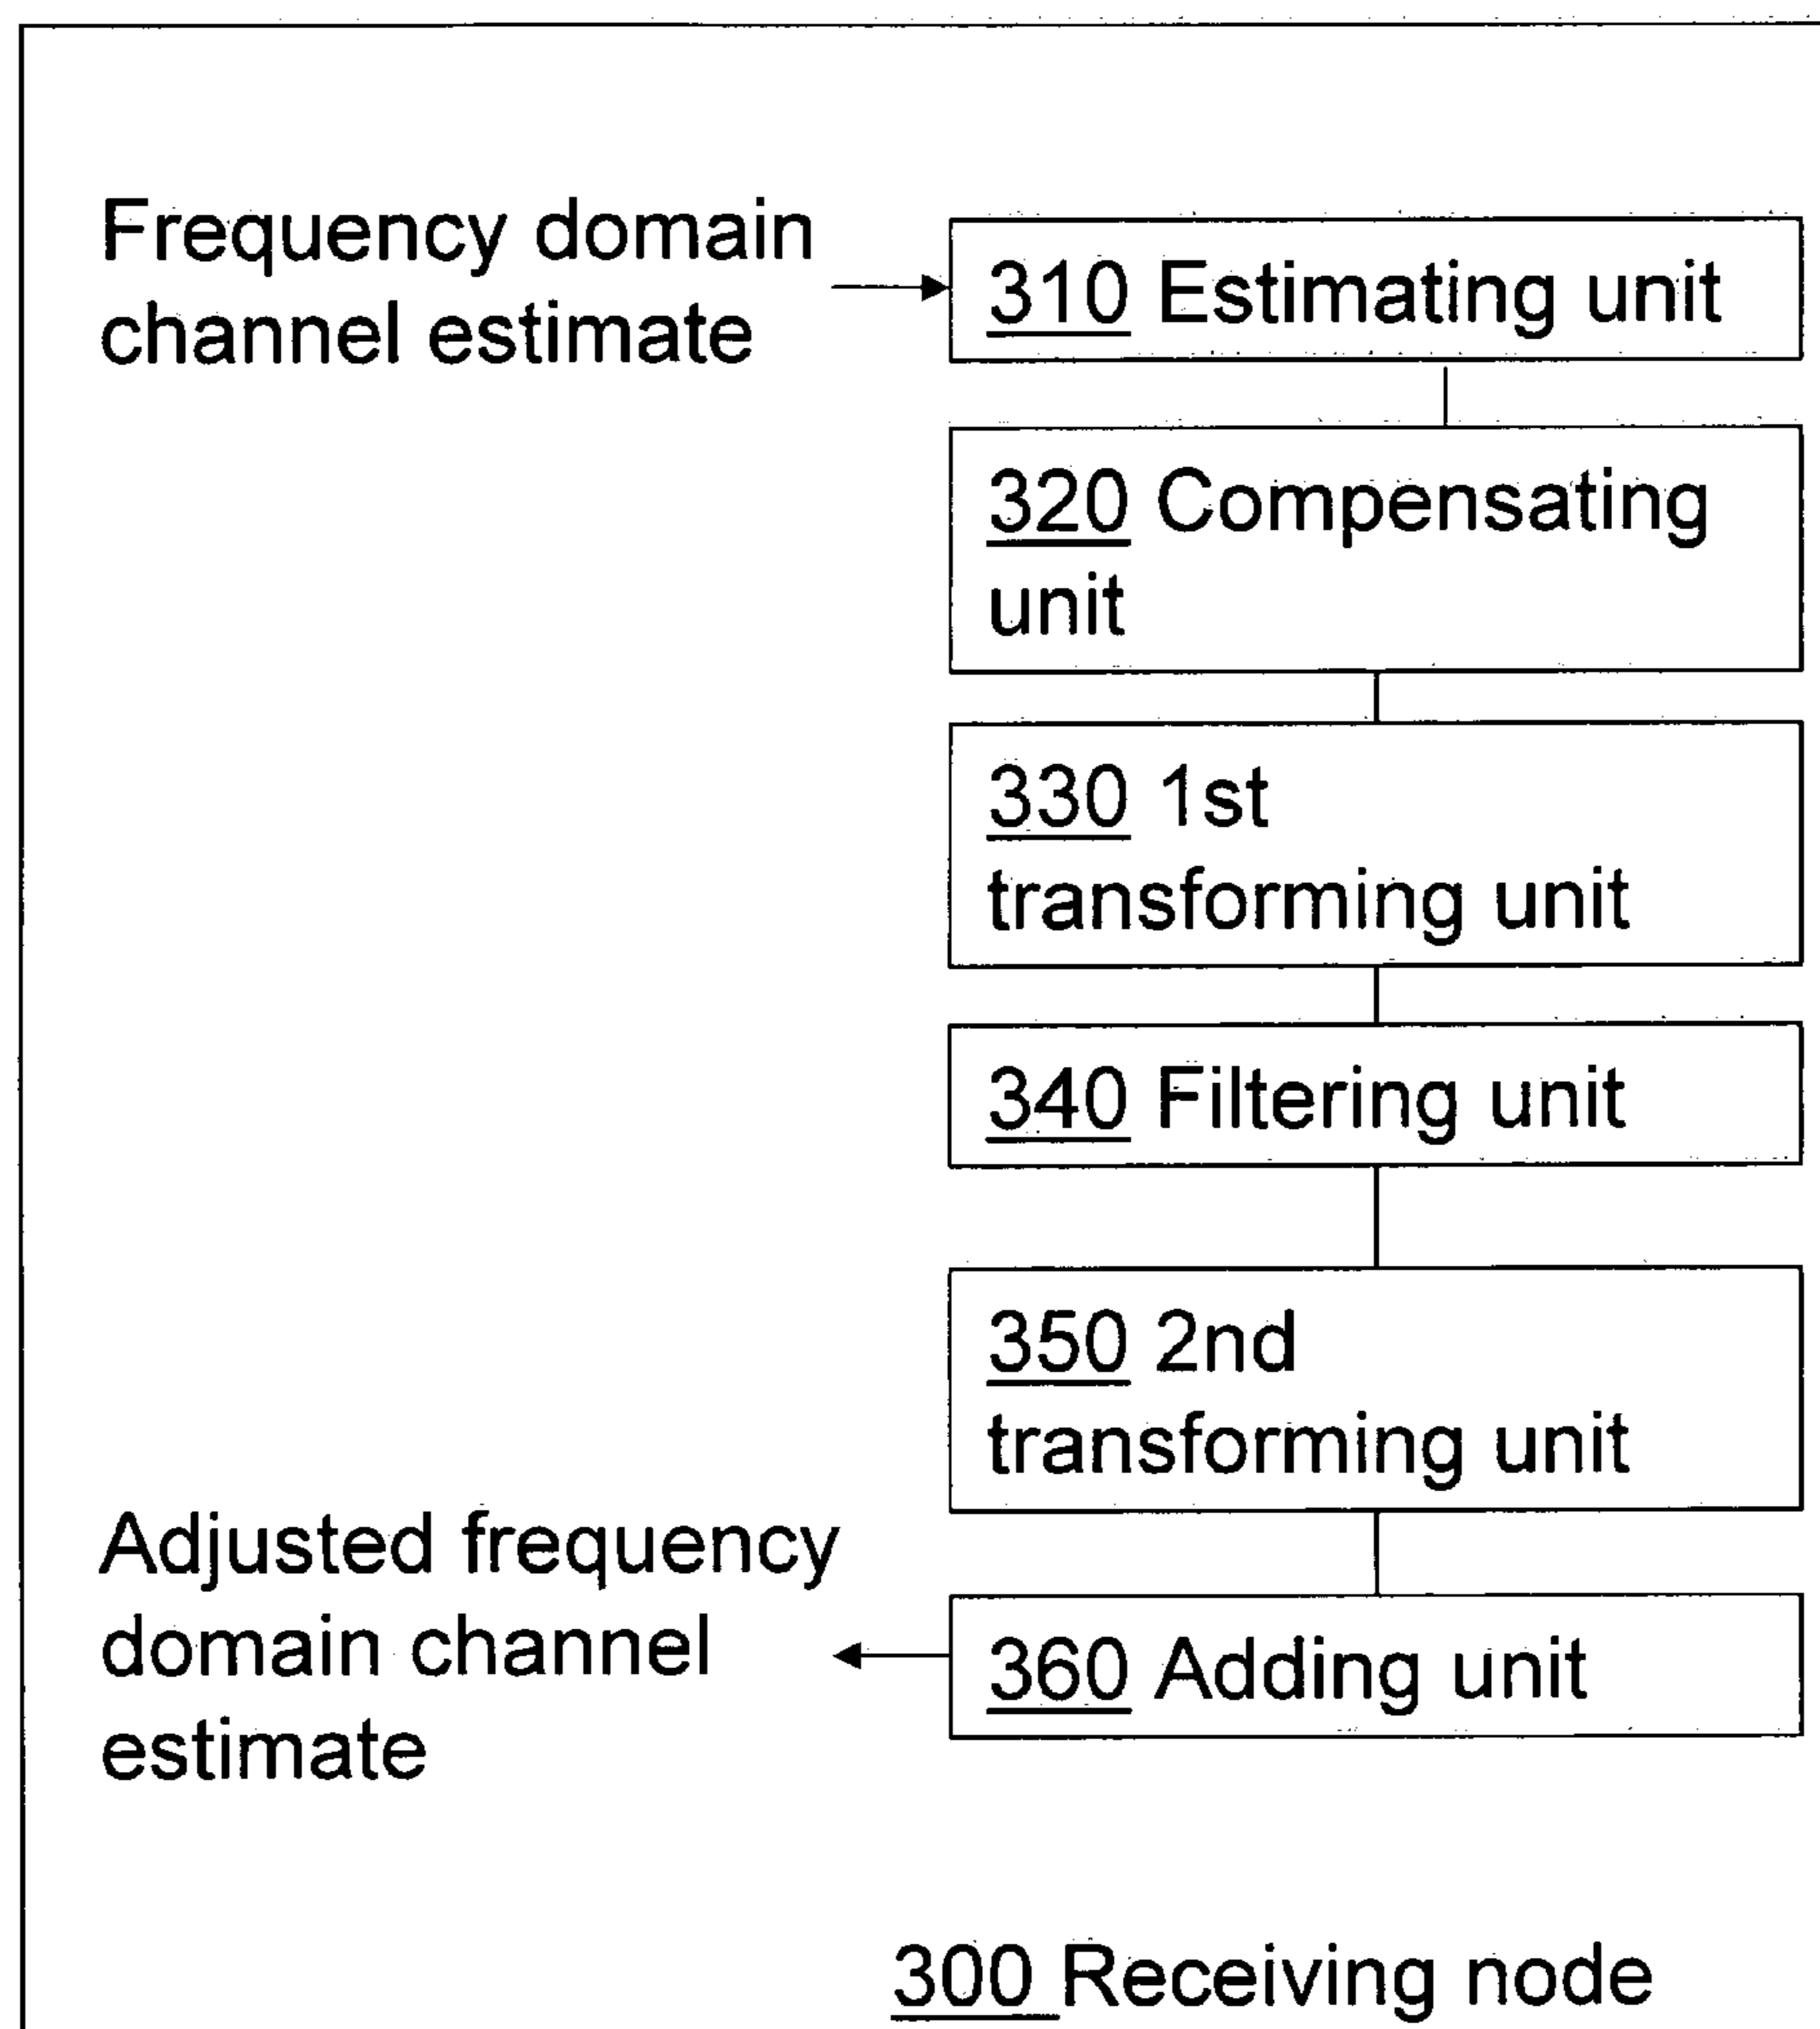 Frequency domain
channel estimate
310 Estimating unit
320 Compensating
unit
330 1st
transforming unit
340 Filtering unit
350 2nd
transforming unit
Adjusted frequency
domain channel
estimate
360 Adding unit
300 Receiving node